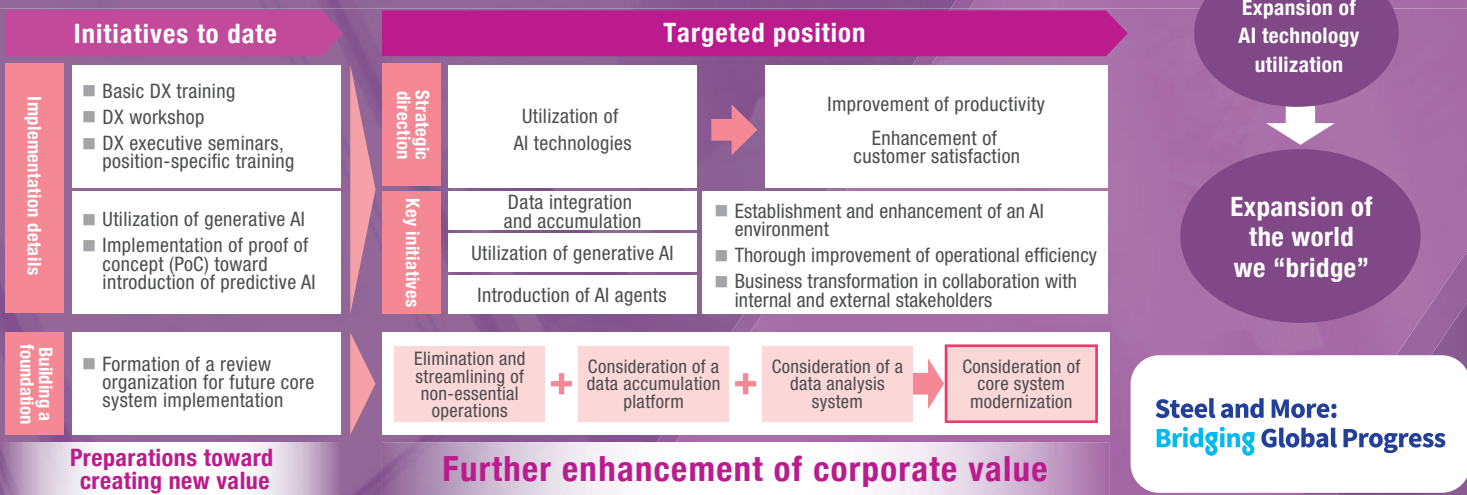 Initiatives to date
Implementation details
■ Basic DX training
■ DX workshop
■ DX executive seminars,
position-specific training
■ Utilization of generative AI
■ Implementation of proof of
concept (PoC) toward
introduction of predictive AI
Building a
foundation
■ Formation of a review
organization for future core
system implementation
Preparations toward
creating new value
Targeted position
Strategic
direction
Utilization of
AI technologies
Improvement of productivity
Enhancement of
customer satisfaction
Key initiatives
Data integration
and accumulation
Utilization of generative AI
Introduction of AI agents
■ Establishment and enhancement of an AI
environment
■ Thorough improvement of operational efficiency
■ Business transformation in collaboration with
internal and external stakeholders
Elimination and
streamlining of
non-essential
operations
+
Consideration of a
data accumulation
platform
+
Consideration of a
data analysis
system
Consideration of
core system
modernization
Further enhancement of corporate value
Expansion of
AI technology
utilization
Expansion of
the world
we “bridge”
Steel and More:
Bridging Global Progress